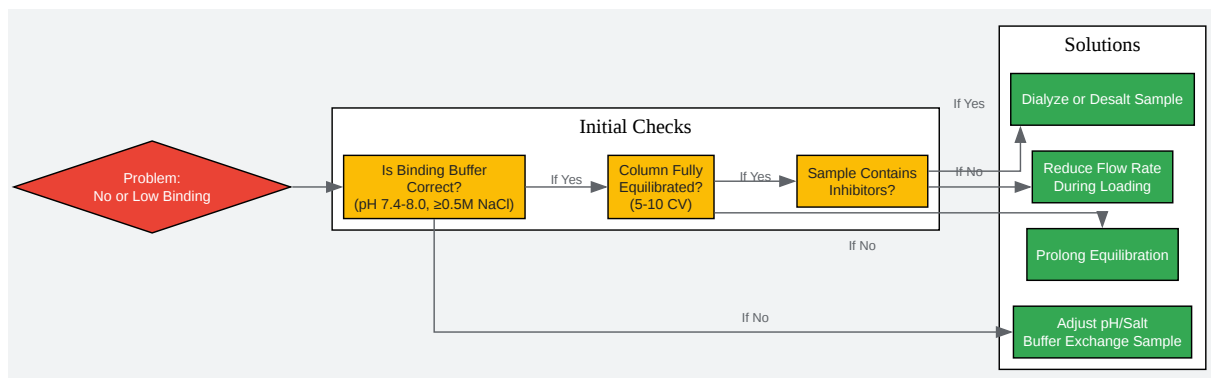 Problem:
No or Low Binding
Initial Checks
Is Binding Buffer
Correct?
(pH 7.4-8.0, ≥0.5M NaCl)
If Yes
Column Fully
Equilibrated?
(5-10 CV)
If Yes
Sample Contains
Inhibitors?
If Yes
If No
If No
If No
Solutions
Dialyze or Desalt Sample
Reduce Flow Rate
During Loading
Prolong Equilibration
Adjust pH/Salt
Buffer Exchange Sample